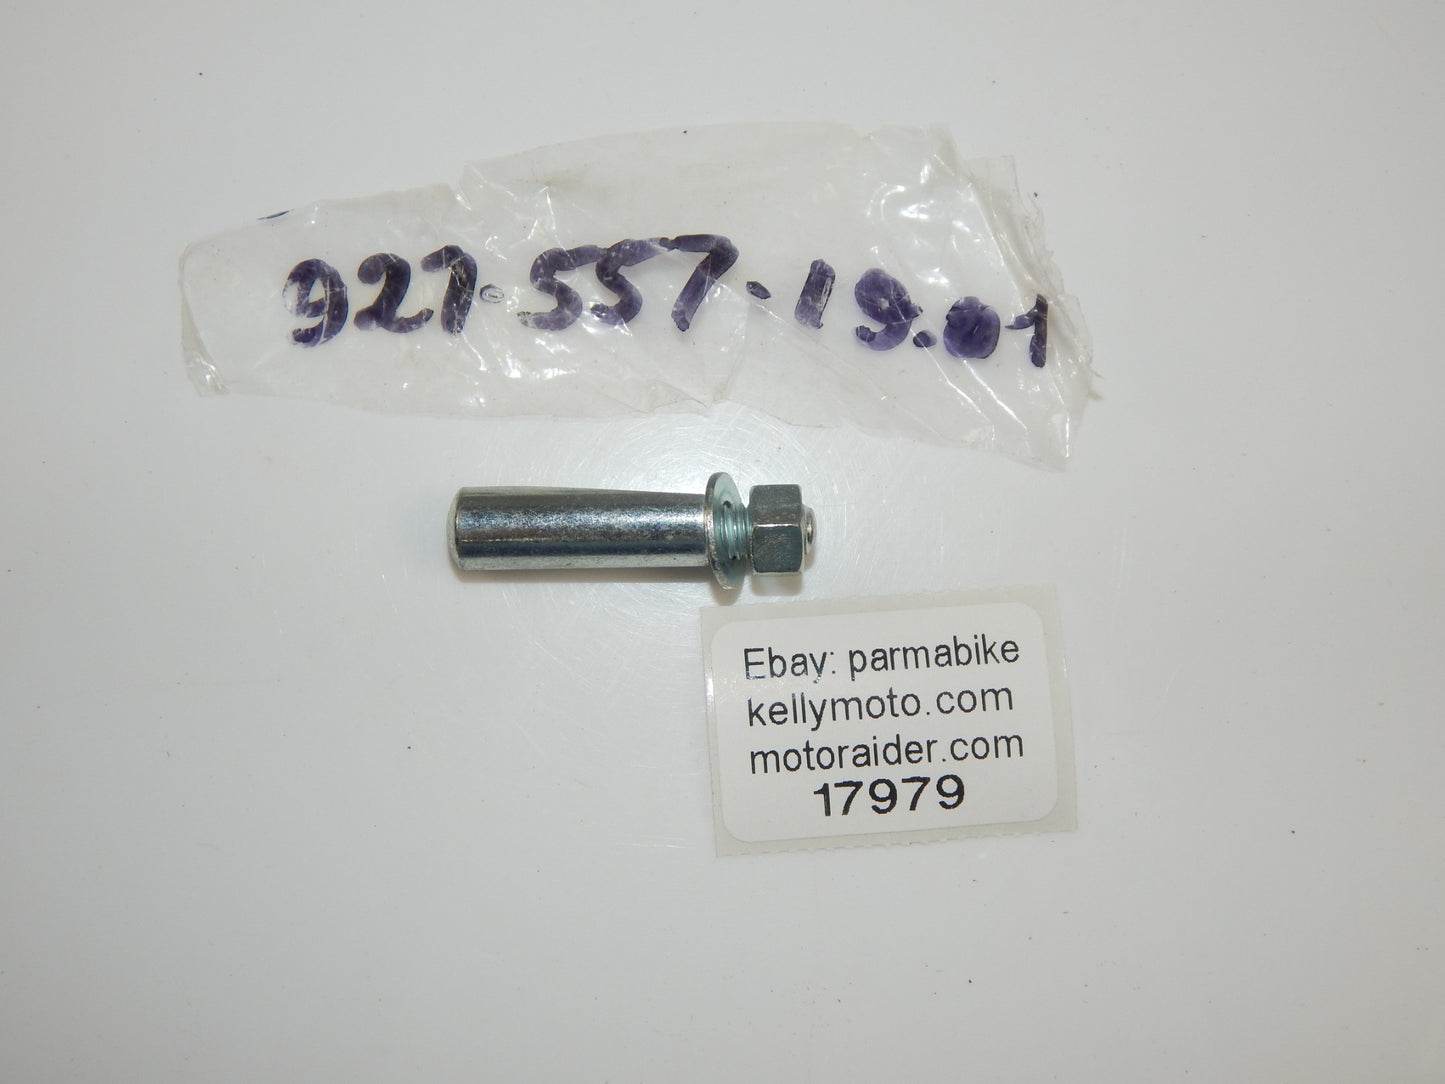 927-557.19.01
Ebay: parmabike
kellymoto.com
motoraider.com
17979